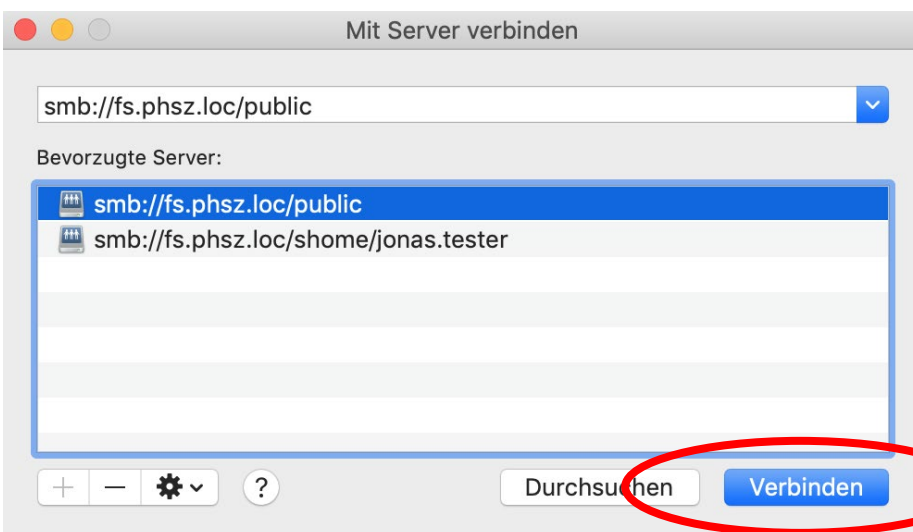 Mit Server verbinden
smb://fs.phsz.loc/public
Bevorzugte Server:
smb://fs.phsz.loc/public
smb://fs.phsz.loc/shome/jonas.tester
+ − ? Durchsuchen Verbinden